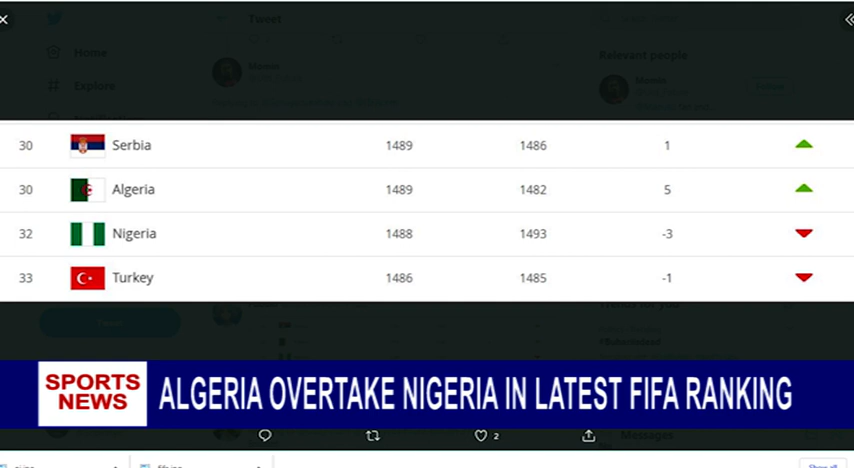 Tweet
Home
Explore
Relevant people
30 Serbia 1489 1486 1 
30 Algeria 1489 1482 5
32 Nigeria 1488 1493 -3
33 Turkey 1486 1485 -1
SPORTS
NEWS
ALGERIA OVERTAKE NIGERIA IN LATEST FIFA RANKING
2
Messages